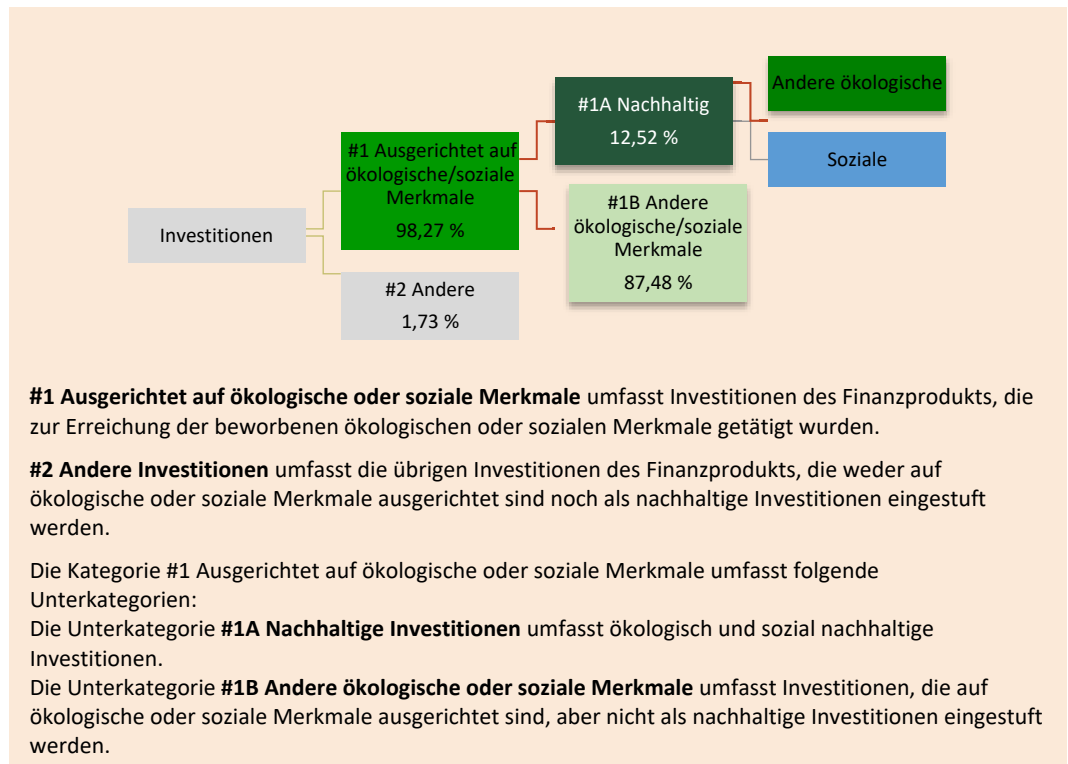 Investitionen
#1 Ausgerichtet auf
ökologische/soziale
Merkmale
98,27 %
#2 Andere
1,73 %
#1A Nachhaltig
12,52 %
#1B Andere
ökologische/soziale
Merkmale
87,48 %
Andere ökologische
Soziale
#1 Ausgerichtet auf ökologische oder soziale Merkmale umfasst Investitionen des Finanzprodukts, die
zur Erreichung der beworbenen ökologischen oder sozialen Merkmale getätigt wurden.
#2 Andere Investitionen umfasst die übrigen Investitionen des Finanzprodukts, die weder auf
ökologische oder soziale Merkmale ausgerichtet sind noch als nachhaltige Investitionen eingestuft
werden.
Die Kategorie #1 Ausgerichtet auf ökologische oder soziale Merkmale umfasst folgende
Unterkategorien:
Die Unterkategorie #1A Nachhaltige Investitionen umfasst ökologisch und sozial nachhaltige
Investitionen.
Die Unterkategorie #1B Andere ökologische oder soziale Merkmale umfasst Investitionen, die auf
ökologische oder soziale Merkmale ausgerichtet sind, aber nicht als nachhaltige Investitionen eingestuft
werden.